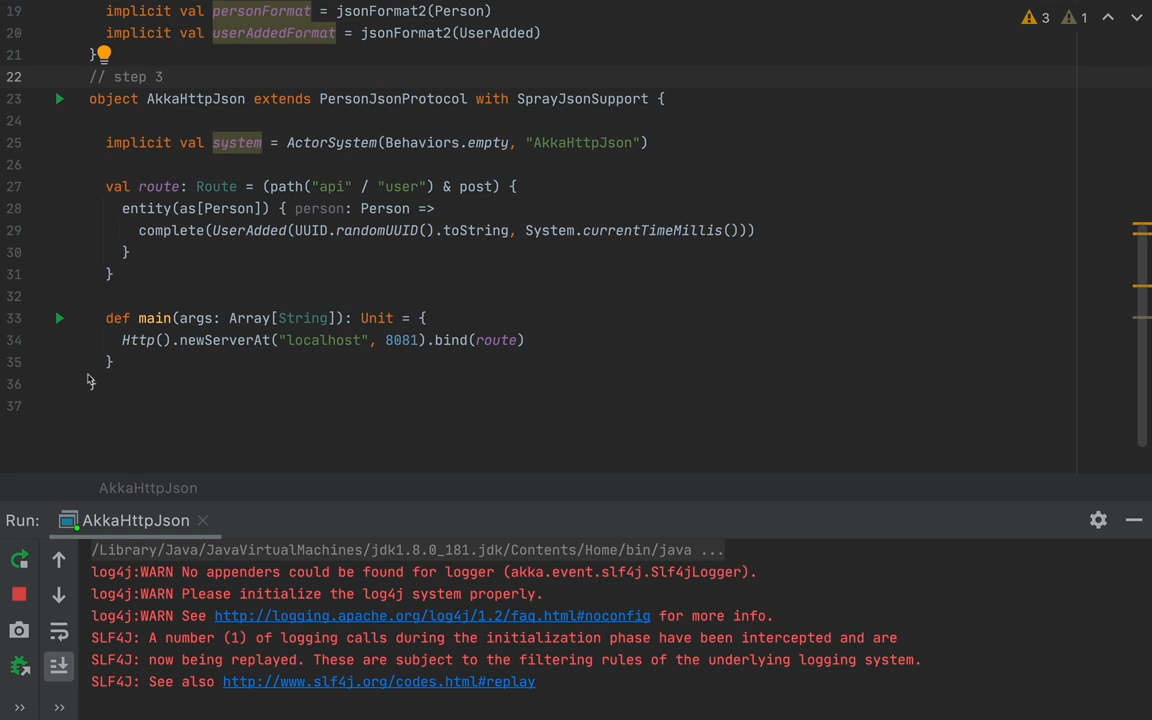 19 implicit val personFormat = jsonFormat2(Person)
20 implicit val userAddedFormat = jsonFormat2(UserAdded)
21 }
22 // step 3
23 object AkkaHttpJson extends PersonJsonProtocol with SprayJsonSupport {
24
25 implicit val system = ActorSystem(Behaviors.empty, "AkkaHttpJson")
26
27 val route: Route = (path("api" / "user") & post) {
28 entity(as[Person]) { person: Person =>
29 complete(UserAdded(UUID.randomUUID().toString, System.currentTimeMillis()))
30 }
31 }
32
33 def main(args: Array[String]): Unit = {
34 Http().newServerAt("localhost", 8081).bind(route)
35 }
36 }
37
3 1
AkkaHttpJson
Run: AkkaHttpJson
/Library/Java/JavaVirtualMachines/jdk1.8.0_181.jdk/Contents/Home/bin/java ...
log4j:WARN No appenders could be found for logger (akka.event.slf4j.Slf4jLogger).
log4j:WARN Please initialize the log4j system properly.
log4j:WARN See http://logging.apache.org/log4j/1.2/faq.html#noconfig for more info.
SLF4J: A number (1) of logging calls during the initialization phase have been intercepted and are
SLF4J: now being replayed. These are subject to the filtering rules of the underlying logging system.
SLF4J: See also http://www.slf4j.org/codes.html#replay